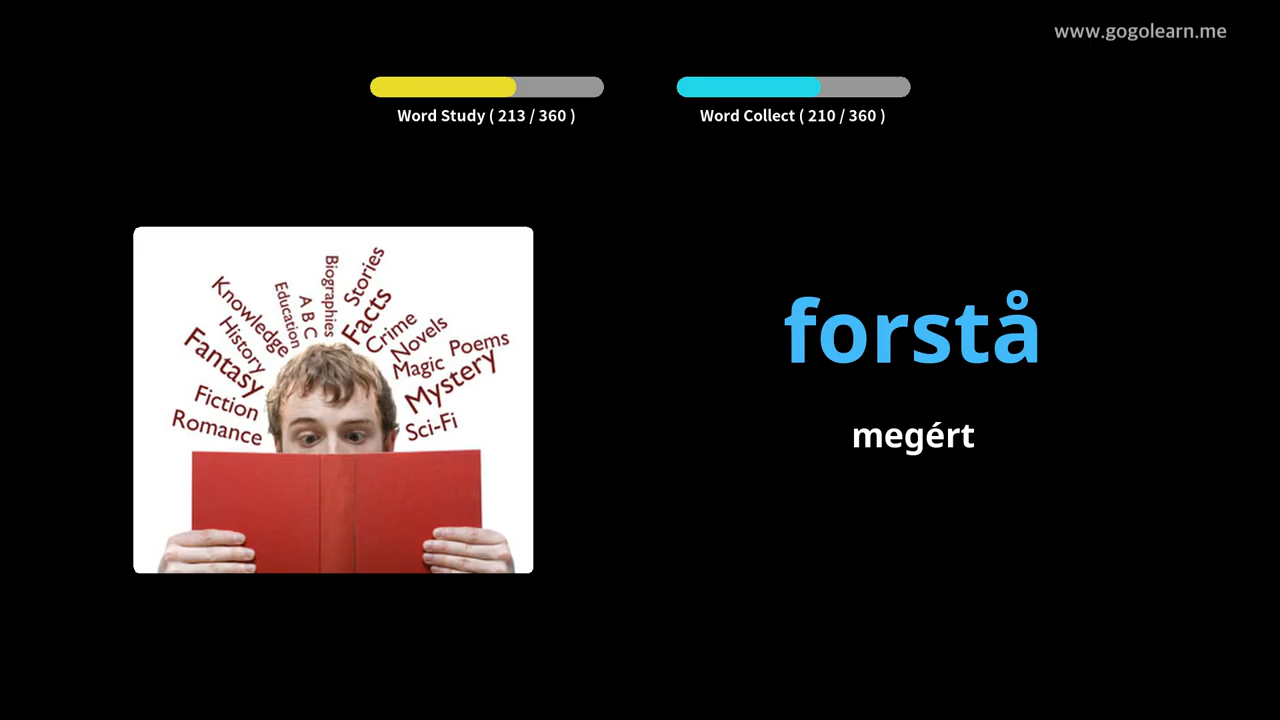 www.gogolearn.me
Word Study ( 213 / 360 )
Word Collect ( 210 / 360 )
Knowledge
History
Fantasy
Fiction
Romance
Education
A B C
Biographies
Stories
Facts
Crime
Novels
Magic
Poems
Mystery
Sci-Fi
forstå
megért